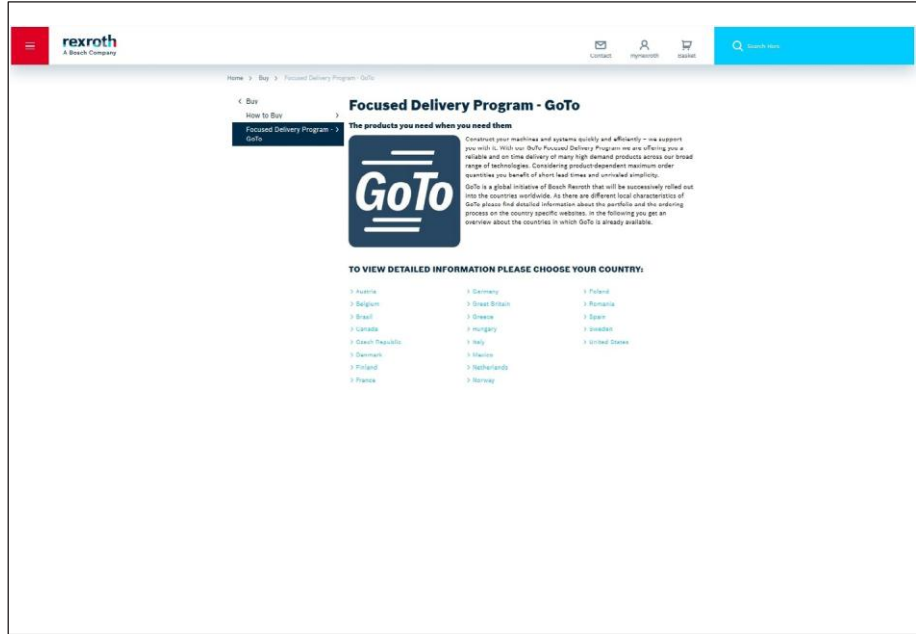 rexroth
A Bosch Company
Contact
myrexroth
Basket
Search Here
Home > Buy > Focused Delivery Program - GoTo
Buy
How to Buy
Focused Delivery Program -
GoTo
Focused Delivery Program - GoTo
The products you need when you need them
GoTo
Construct your machines and systems quickly and efficiently – we support
you with it. With our GoTo Focused Delivery Program we are offering you a
reliable and on time delivery of many high demand products across our broad
range of technologies. Considering product-dependent maximum order
quantities you benefit of short lead times and unrivaled simplicity.
GoTo is a global initiative of Bosch Rexroth that will be successively rolled out
into the countries worldwide. As there are different local characteristics of
GoTo please find detailed information about the portfolio and the ordering
process on the country specific websites. In the following you get an
overview about the countries in which GoTo is already available.
TO VIEW DETAILED INFORMATION PLEASE CHOOSE YOUR COUNTRY:
Austria
Belgium
Brasil
Canada
Czech Republic
Denmark
Finland
France
Germany
Great Britain
Greece
Hungary
Italy
Mexico
Netherlands
Norway
Poland
Romania
Spain
Sweden
United States